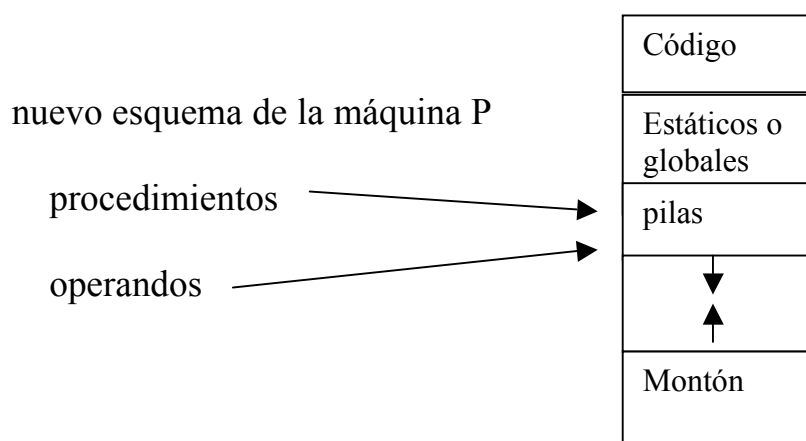 Código
nuevo esquema de la máquina P
Estáticos o
globales
procedimientos
pilas
operandos
Montón